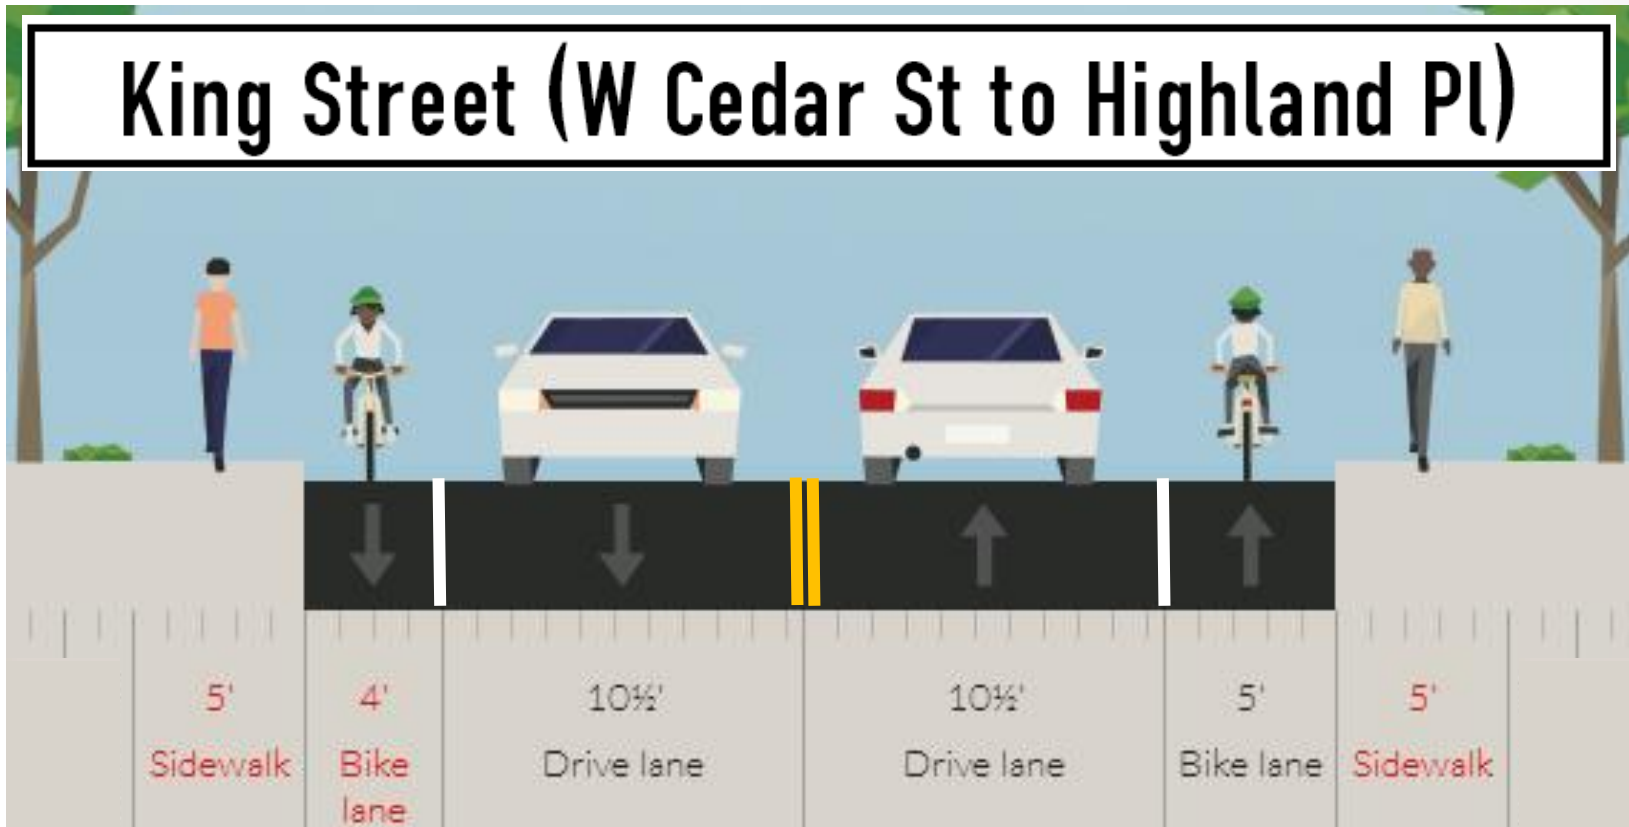 King Street (W Cedar St to Highland Pl)
5' 4' 10½' 10½' 5' 5'
Sidewalk Bike lane Drive lane Drive lane Bike lane Sidewalk